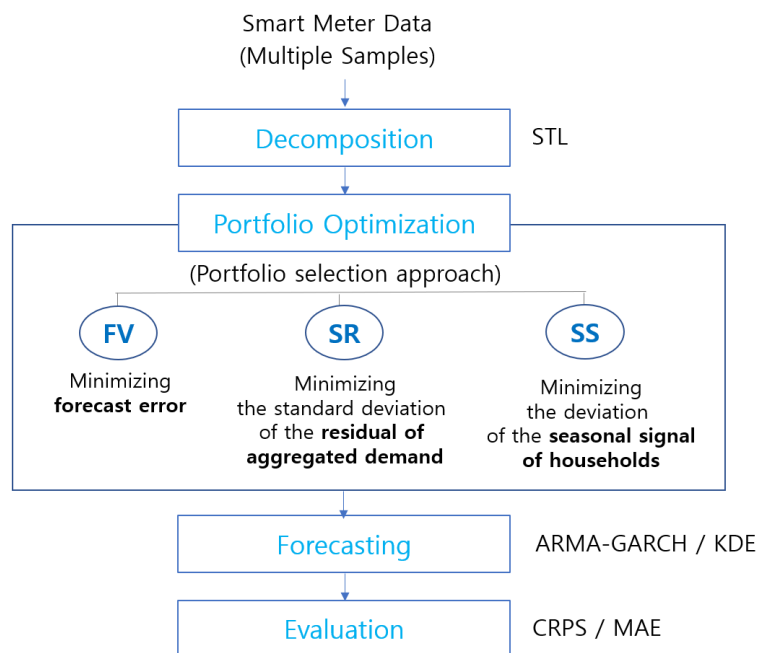 Smart Meter Data
(Multiple Samples)
Decomposition
STL
Portfolio Optimization
(Portfolio selection approach)
FV
SR
SS
Minimizing
forecast error
Minimizing
the standard deviation
of the residual of
aggregated demand
Minimizing
the deviation
of the seasonal signal
of households
Forecasting
ARMA-GARCH / KDE
Evaluation
CRPS / MAE